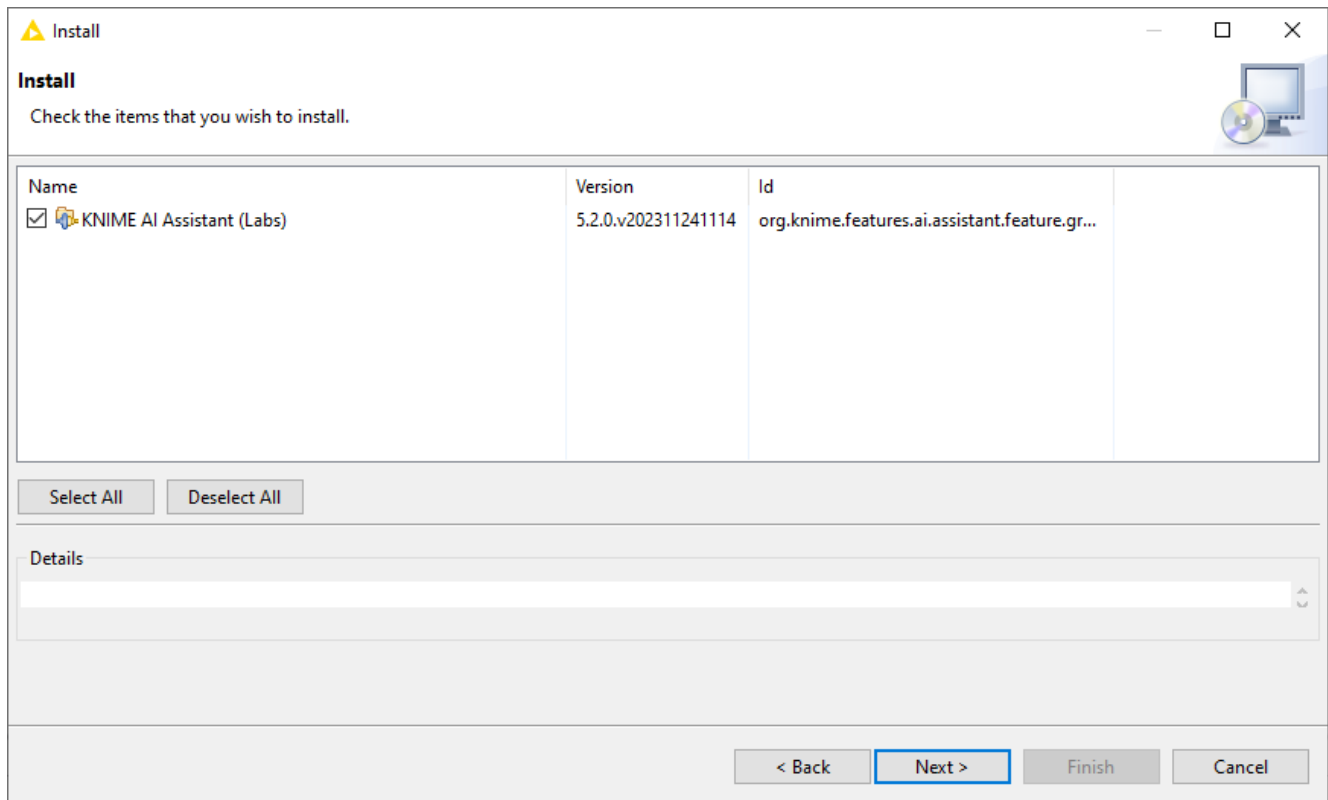 Install
Install
Check the items that you wish to install.
Name Version Id
KNIME AI Assistant (Labs) 5.2.0.v202311241114 org.knime.features.ai.assistant.feature.gr...
Select All Deselect All
Details
< Back Next > Finish Cancel